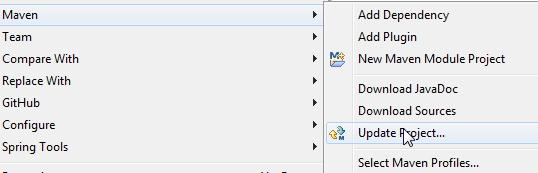 Maven
Team
Compare With
Replace With
GitHub
Configure
Spring Tools
Add Dependency
Add Plugin
New Maven Module Project
Download JavaDoc
Download Sources
Update Project...
Select Maven Profiles...